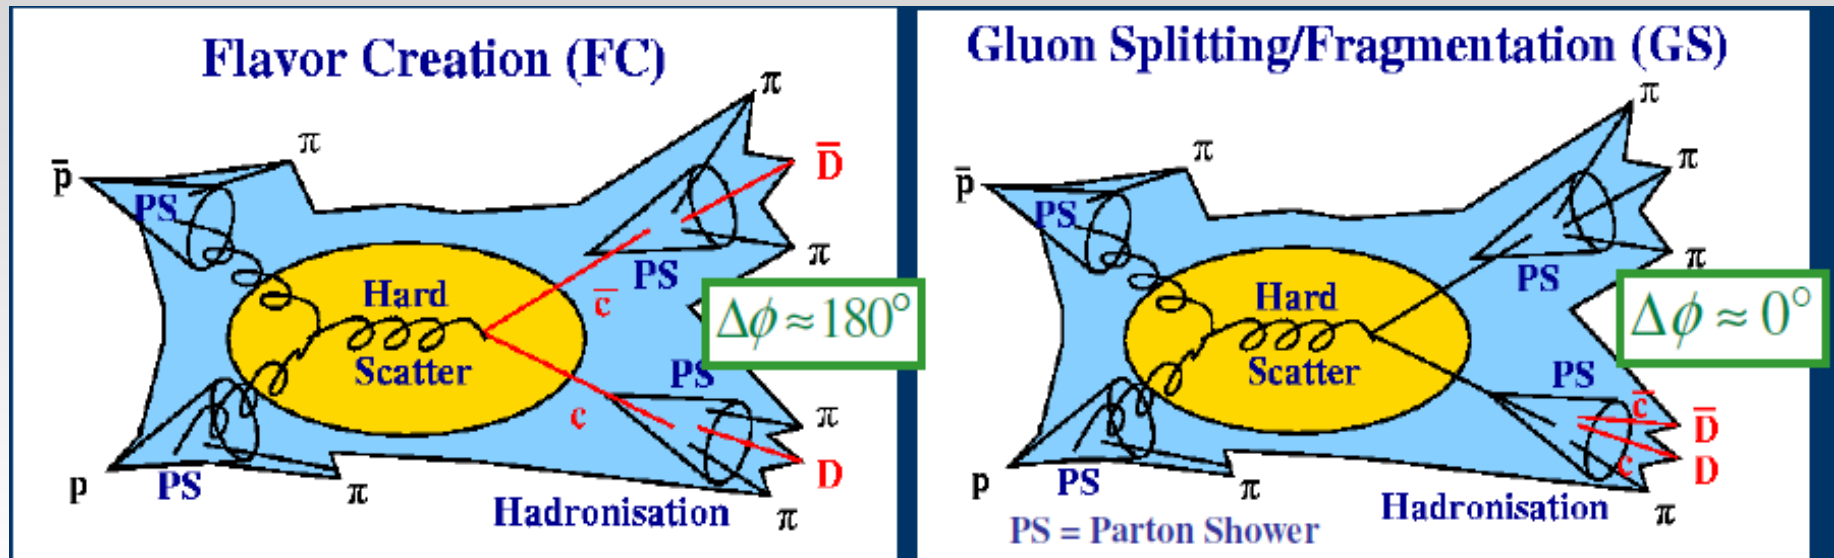 Flavor Creation (FC)
π
π
p̅
D̅
PS
π
PS
Hard
c̅
Δϕ≈180°
Scatter
PS
c
π
D
p
PS
π
Hadronisation
π
Gluon Splitting/Fragmentation (GS)
π
π
π
p̅
PS
π
PS
Hard
Δϕ ≈ 0°
Scatter
PS
c̅
D̅
c
D
p
PS
π
Hadronisation
π
PS = Parton Shower